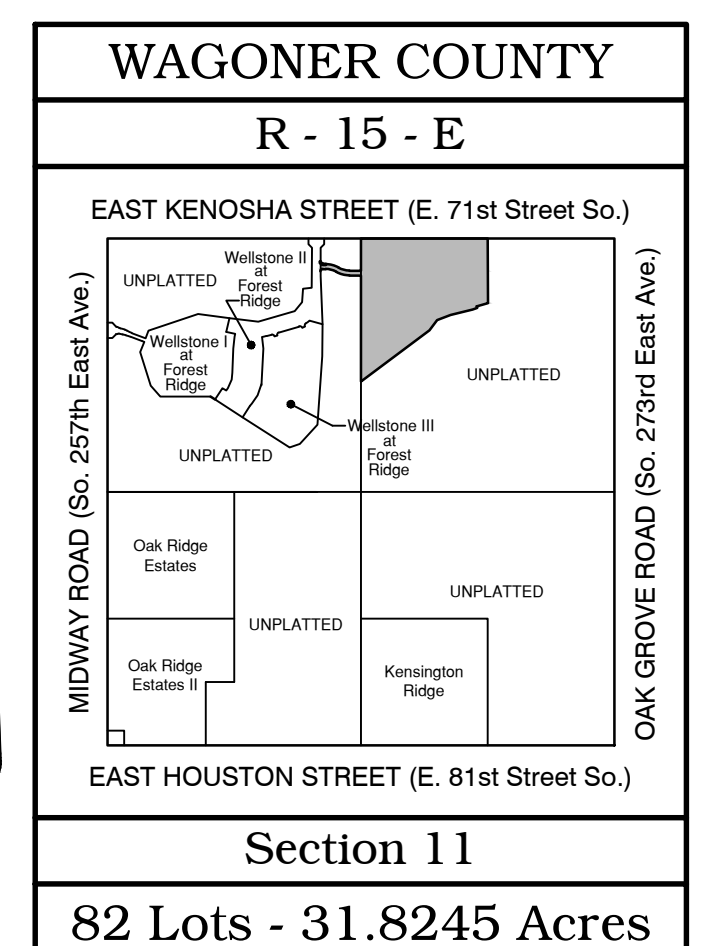 WAGONER COUNTY
R - 15 - E
EAST KENOSHA STREET (E. 71st Street So.)
MIDWAY ROAD (So. 257th East Ave.)
OAK GROVE ROAD (So. 273rd East Ave.)
UNPLATTED
Wellstone II
at
Forest
Ridge
Wellstone I
at
Forest
Ridge
UNPLATTED
Wellstone III
at
Forest
Ridge
UNPLATTED
Oak Ridge
Estates
UNPLATTED
UNPLATTED
Oak Ridge
Estates II
Kensington
Ridge
EAST HOUSTON STREET (E. 81st Street So.)
Section 11
82 Lots - 31.8245 Acres